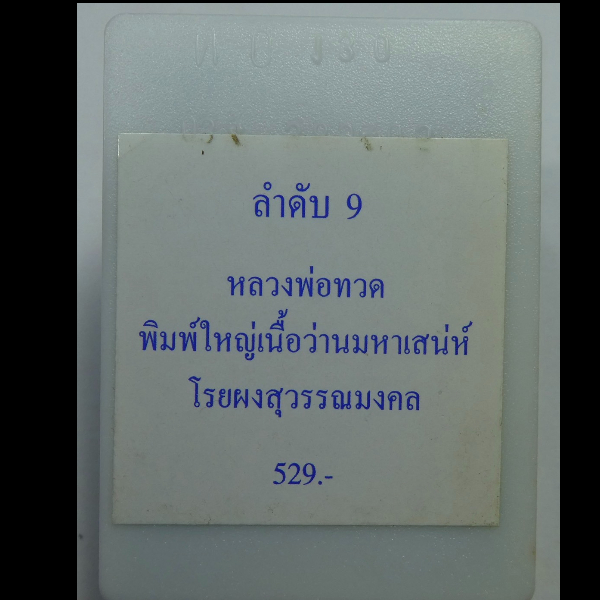 ลำดับ 9
หลวงพ่อทวด
พิมพ์ใหญ่เนื้อว่านมหาเสน่ห์
โรยผงสุวรรณมงคล
529.-